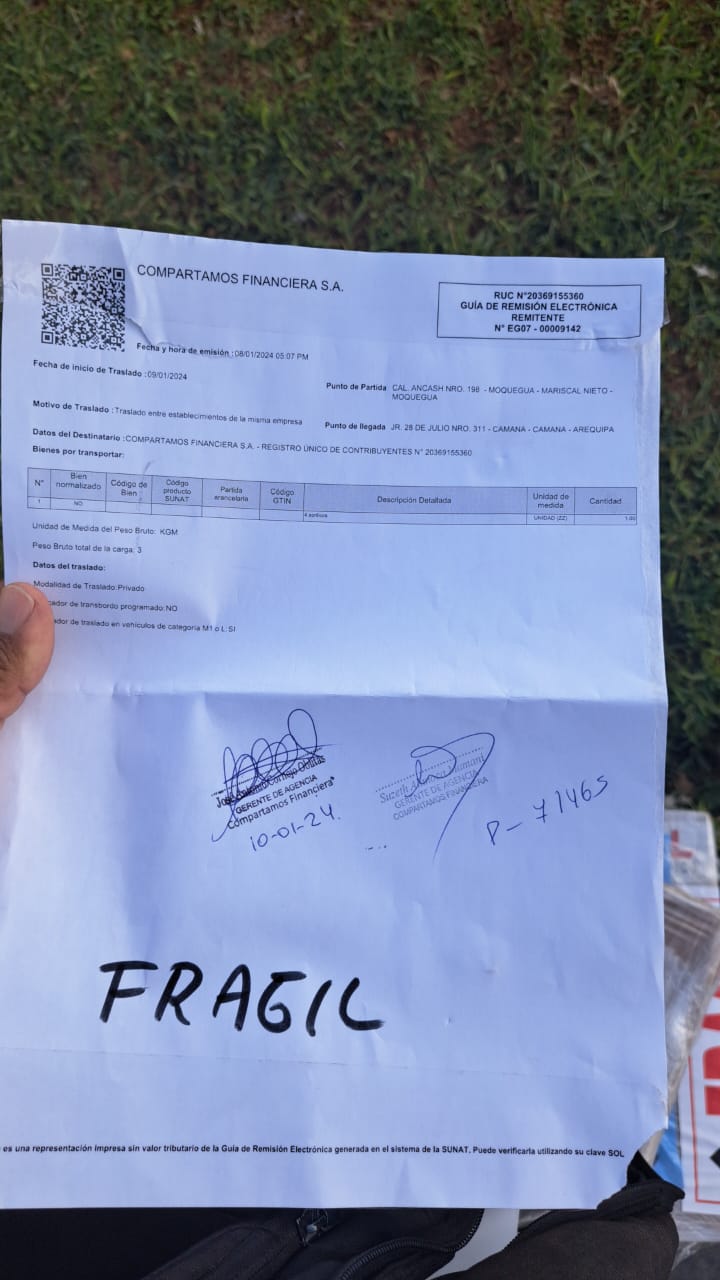 COMPARTAMOS FINANCIERA S.A.
RUC N°20369155360
GUÍA DE REMISIÓN ELECTRÓNICA
REMITENTE
N° EG07 - 00009142
Fecha y hora de emisión :08/01/2024 05:07 PM
Fecha de inicio de Traslado :09/01/2024
Punto de Partida CAL. ANCASH NRO. 198 - MOQUEGUA - MARISCAL NIETO -
MOQUEGUA
Motivo de Traslado :Traslado entre establecimientos de la misma empresa
Punto de llegada JR. 28 DE JULIO NRO. 311 - CAMANA - CAMANA - AREQUIPA
Datos del Destinatario :COMPARTAMOS FINANCIERA S.A. - REGISTRO ÚNICO DE CONTRIBUYENTES N° 20369155360
Bienes por transportar:
N° Bien normalizado Código de Bien Código producto SUNAT Partida arancelaria Código GTIN Descripción Detallada Unidad de medida Cantidad
1 NO UNIDAD (ZZ) 1.00
Unidad de Medida del Peso Bruto: KGM
Peso Bruto total de la carga: 3
Datos del traslado:
Modalidad de Traslado:Privado
cador de transbordo programado:NO
ador de traslado en vehículos de categoría M1 o L:SI
GERENTE DE AGENCIA
Compartamos Financiera
10-01-24.
Mamani
GERENTE DE AGENCIA
COMPARTAMOS FINANCIERA
P- 71465
FRAGIL
es una representación impresa sin valor tributario de la Guía de Remisión Electrónica generada en el sistema de la SUNAT. Puede verificarla utilizando su clave SOL